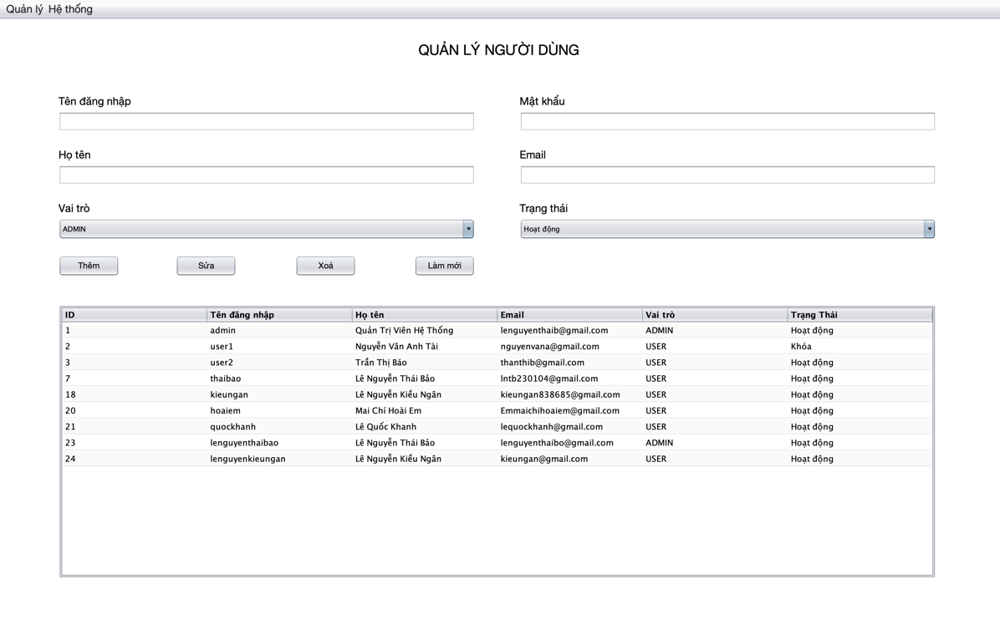 Quản lý Hệ thống
QUẢN LÝ NGƯỜI DÙNG
Tên đăng nhập Mật khẩu
Họ tên Email
Vai trò Trạng thái
ADMIN Hoạt động
Thêm Sửa Xoá Làm mới
ID Tên đăng nhập Họ tên Email Vai trò Trạng Thái
1 admin Quản Trị Viên Hệ Thống lenguyenthaib@gmail.com ADMIN Hoạt động
2 user1 Nguyễn Văn Anh Tài nguyenvana@gmail.com USER Khóa
3 user2 Trần Thị Báo thanthib@gmail.com USER Hoạt động
7 thaibao Lê Nguyễn Thái Bảo lntb230104@gmail.com USER Hoạt động
18 kieungan Lê Nguyễn Kiều Ngân kieungan838685@gmail.com USER Hoạt động
20 hoaiem Mai Chí Hoài Em Emmaichihoaiem@gmail.com USER Hoạt động
21 quockhanh Lê Quốc Khanh lequockhanh@gmail.com USER Hoạt động
23 lenguyenthaibao Lê Nguyễn Thái Bảo lenguyenthaibo@gmail.com ADMIN Hoạt động
24 lenguyenkieungan Lê Nguyễn Kiều Ngân kieungan@gmail.com USER Hoạt động